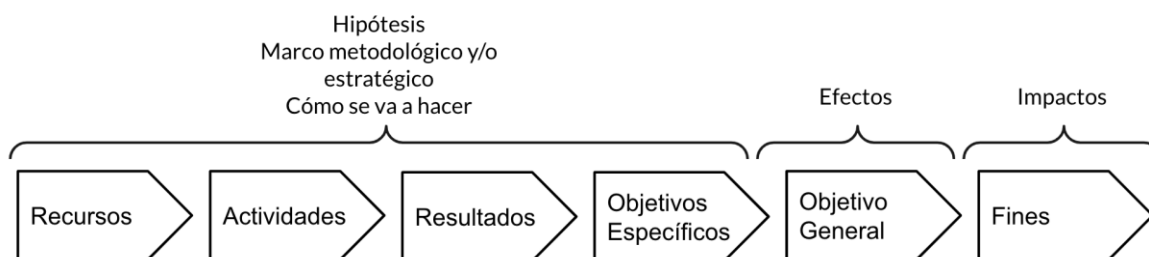 Hipótesis
Marco metodológico y/o
estratégico
Cómo se va a hacer
Efectos
Impactos
Recursos
Actividades
Resultados
Objetivos
Específicos
Objetivo
General
Fines